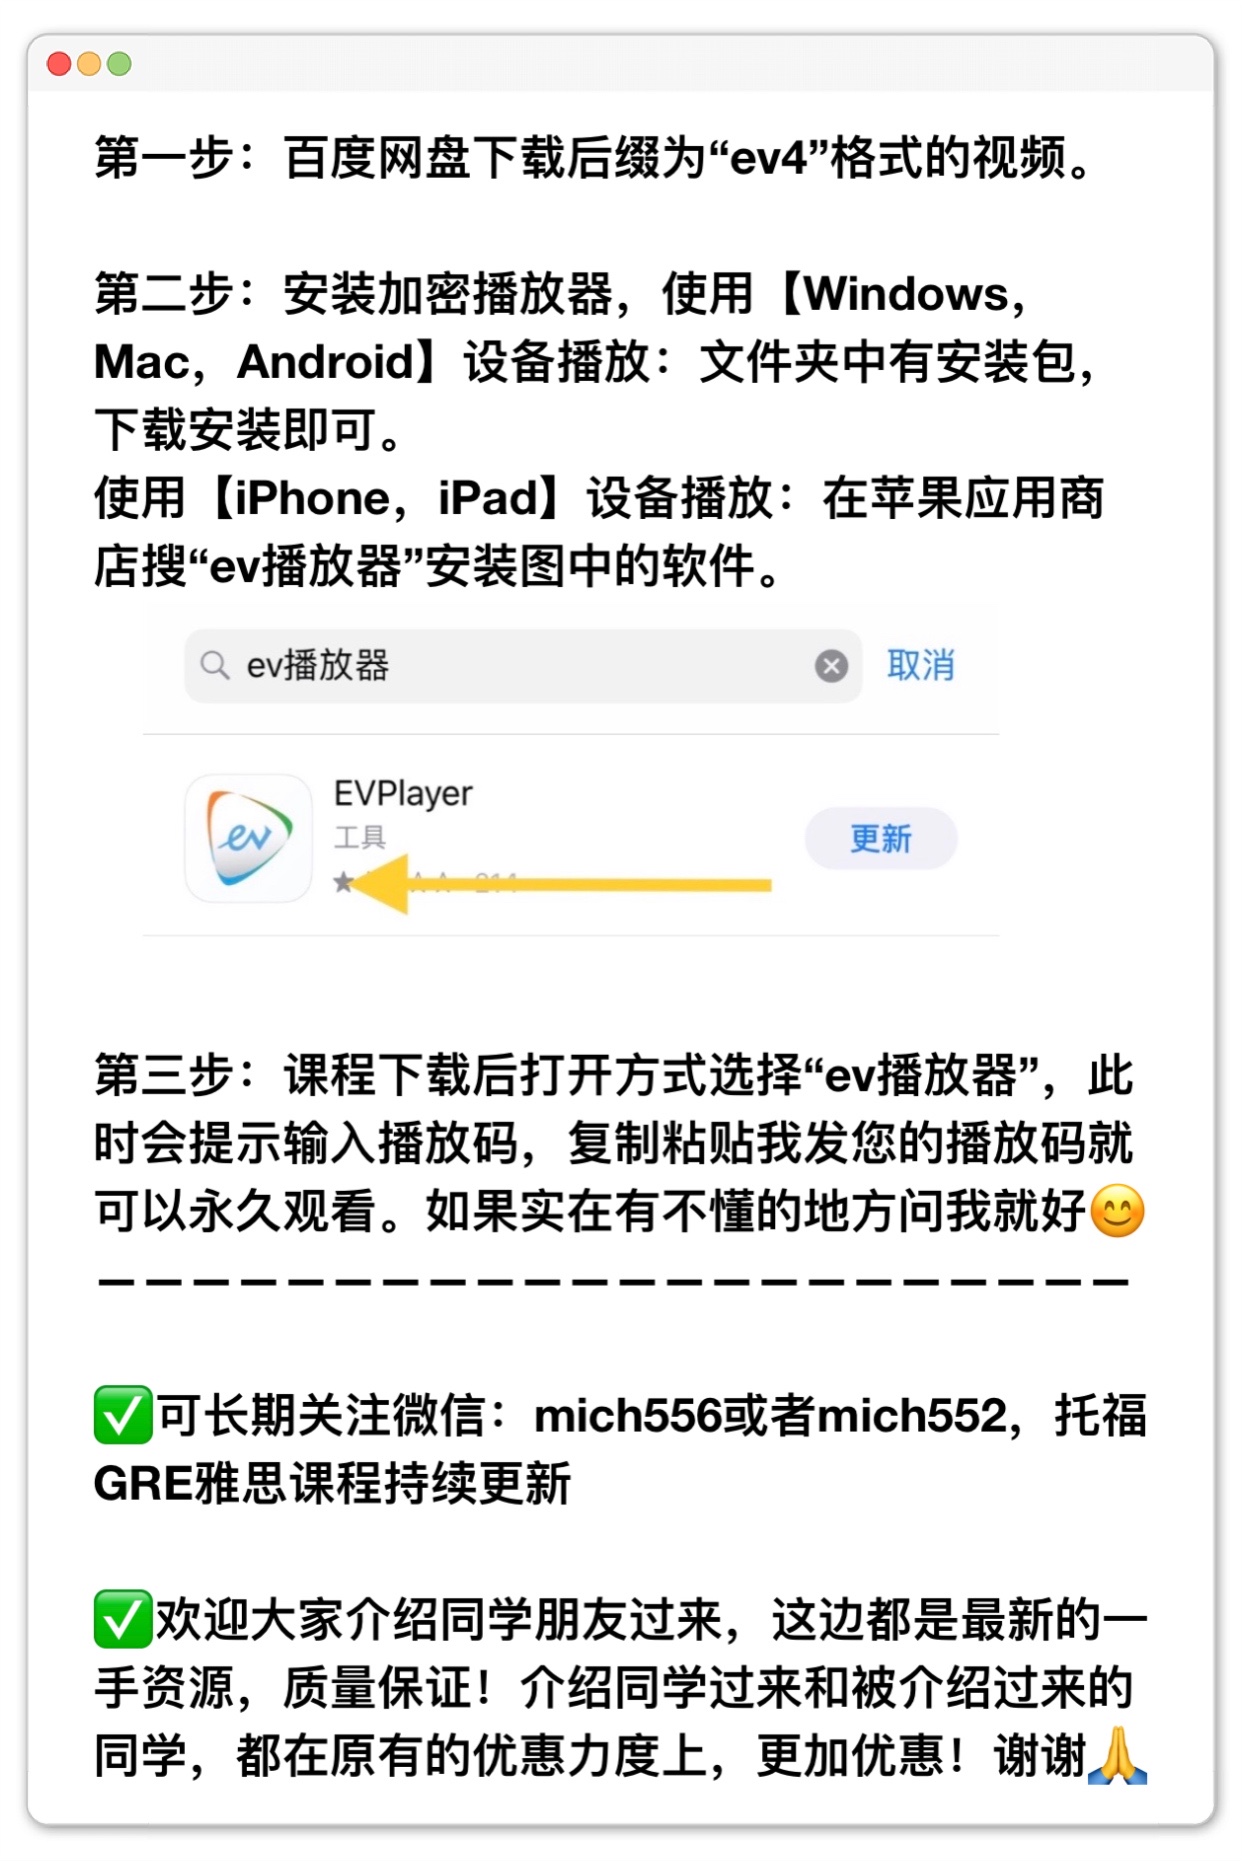 第一步：百度网盘下载后缀为“ev4”格式的视频。
第二步：安装加密播放器，使用【Windows，
Mac，Android】设备播放：文件夹中有安装包，
下载安装即可。
使用【iPhone，iPad】设备播放：在苹果应用商
店搜“ev播放器”安装图中的软件。
ev播放器
取消
ev
EVPlayer
工具
更新
第三步：课程下载后打开方式选择“ev播放器”，此
时会提示输入播放码，复制粘贴我发您的播放码就
可以永久观看。如果实在有不懂的地方问我就好😊
✅可长期关注微信：mich556或者mich552，托福
GRE雅思课程持续更新
✅欢迎大家介绍同学朋友过来，这边都是最新的一
手资源，质量保证！介绍同学过来和被介绍过来的
同学，都在原有的优惠力度上，更加优惠！谢谢🙏